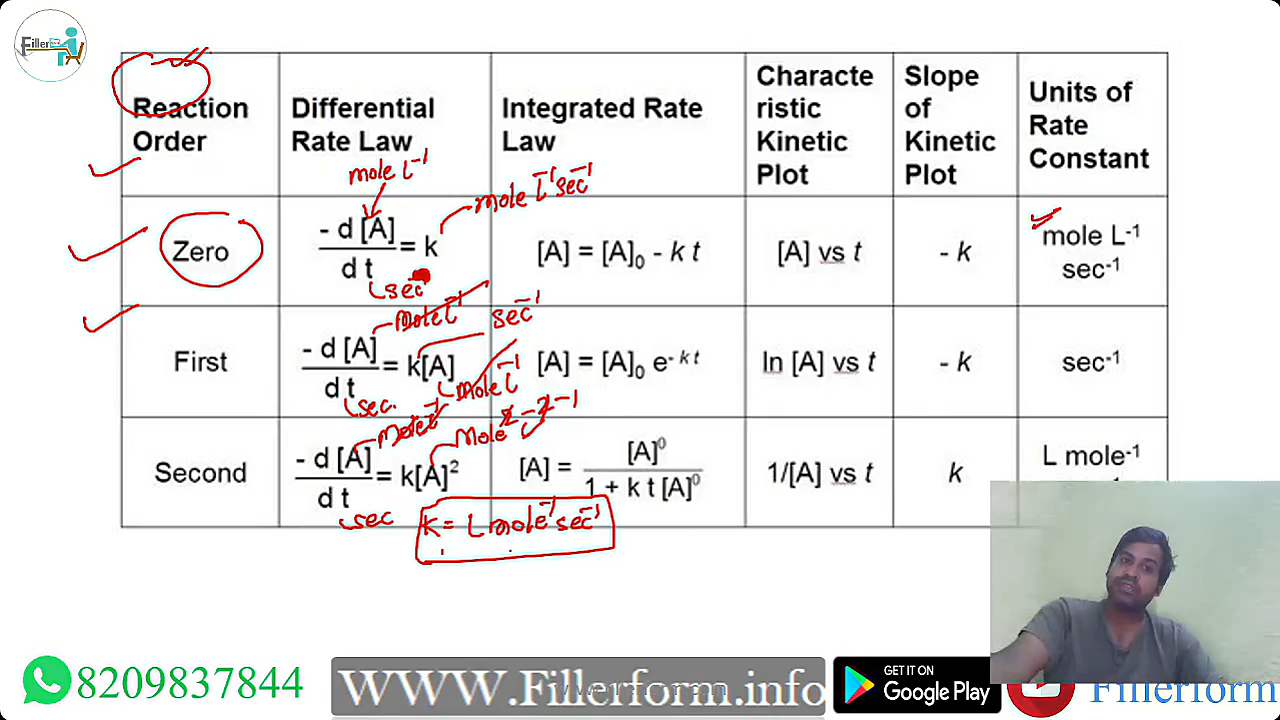 Filler
Reaction Order
Differential Rate Law
Integrated Rate Law
Characte ristic Kinetic Plot
Slope of Kinetic Plot
Units of Rate Constant
mole L⁻¹
mole L⁻¹ sec⁻¹
Zero
- d [A] / d t = k
sec
[A] = [A]₀ - k t
[A] vs t
- k
mole L⁻¹ sec⁻¹
mole L⁻¹
sec⁻¹
First
- d [A] / d t = k[A]
sec
mole L⁻¹
[A] = [A]₀ e⁻ ᵏᵗ
ln [A] vs t
- k
sec⁻¹
mole L⁻¹
Second
- d [A] / d t = k[A]²
sec
[A] = [A]⁰ / 1 + k t [A]⁰
1/[A] vs t
k
L mole⁻¹
K = L mole⁻¹ sec⁻¹
8209837844
WWW.Fillerform.info
GET IT ON
Google Play
Fillerform